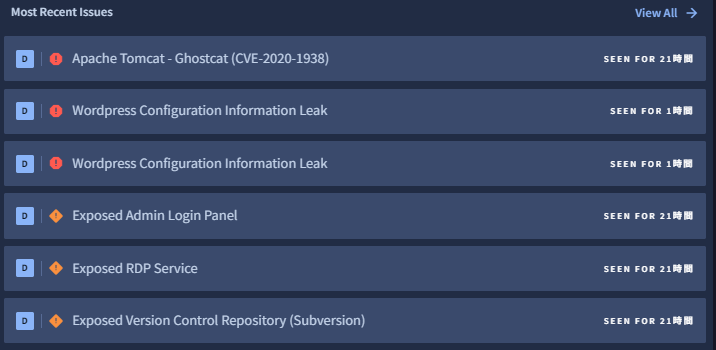 Most Recent Issues View All
D Apache Tomcat - Ghostcat (CVE-2020-1938) SEEN FOR 21時間
D Wordpress Configuration Information Leak SEEN FOR 1時間
D Wordpress Configuration Information Leak SEEN FOR 1時間
D Exposed Admin Login Panel SEEN FOR 21時間
D Exposed RDP Service SEEN FOR 21時間
D Exposed Version Control Repository (Subversion) SEEN FOR 21時間